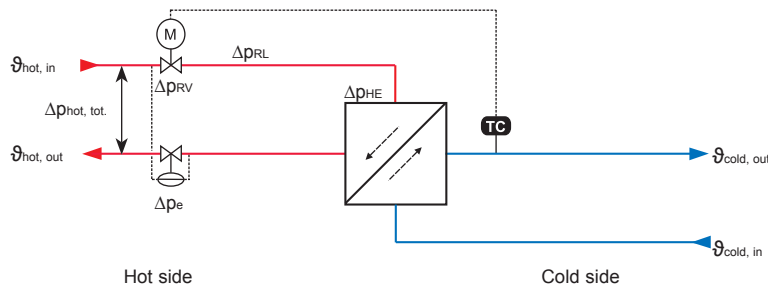 M
ϑhot, in
ΔpRL
ΔpRV
ΔpHE
Δphot, tot.
TC
ϑhot, out
ϑcold, out
Δpe
ϑcold, in
Hot side
Cold side